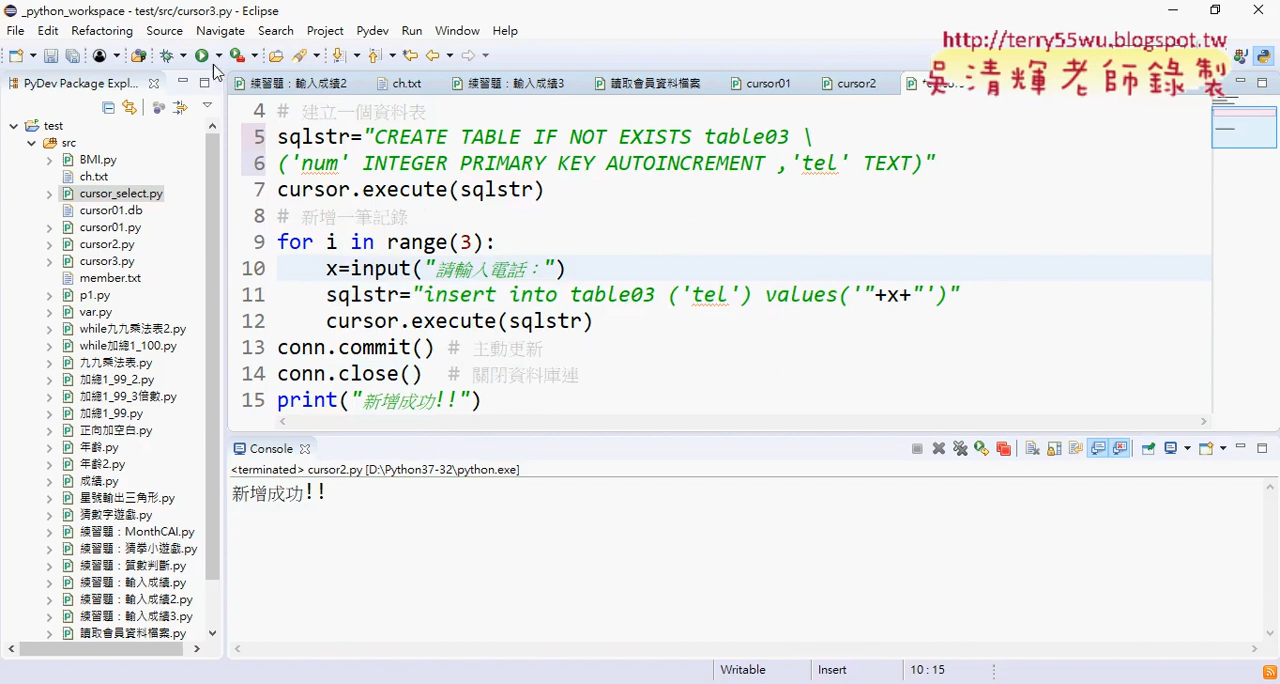 _python_workspace - test/src/cursor3.py - Eclipse
http://terry55wu.blogspot.tw
吳清輝老師錄製
File Edit Refactoring Source Navigate Search Project Pydev Run Window Help
PyDev Package Expl...
練習題：輸入成績2 ch.txt 練習題：輸入成績3 讀取會員資料檔案 cursor01 cursor2
test
src
BMI.py
ch.txt
cursor_select.py
cursor01.db
cursor01.py
cursor2.py
cursor3.py
member.txt
p1.py
var.py
while九九乘法表2.py
while加總1_100.py
九九乘法表.py
加總1_99_2.py
加總1_99_3倍數.py
加總1_99.py
正向加空白.py
年齡.py
年齡2.py
成績.py
星號輸出三角形.py
猜數字遊戲.py
練習題：MonthCAI.py
練習題：猜拳小遊戲.py
練習題：質數判斷.py
練習題：輸入成績.py
練習題：輸入成績2.py
練習題：輸入成績3.py
讀取會員資料檔案.py
4 # 建立一個資料表
5 sqlstr="CREATE TABLE IF NOT EXISTS table03 \
6 ('num' INTEGER PRIMARY KEY AUTOINCREMENT ,'tel' TEXT)"
7 cursor.execute(sqlstr)
8 # 新增一筆記錄
9 for i in range(3):
10 x=input("請輸入電話：")
11 sqlstr="insert into table03 ('tel') values('"+x+"')"
12 cursor.execute(sqlstr)
13 conn.commit() # 主動更新
14 conn.close() # 關閉資料庫連
15 print("新增成功!!")
Console
<terminated> cursor2.py [D:\Python37-32\python.exe]
新增成功!!
Writable Insert 10 : 15